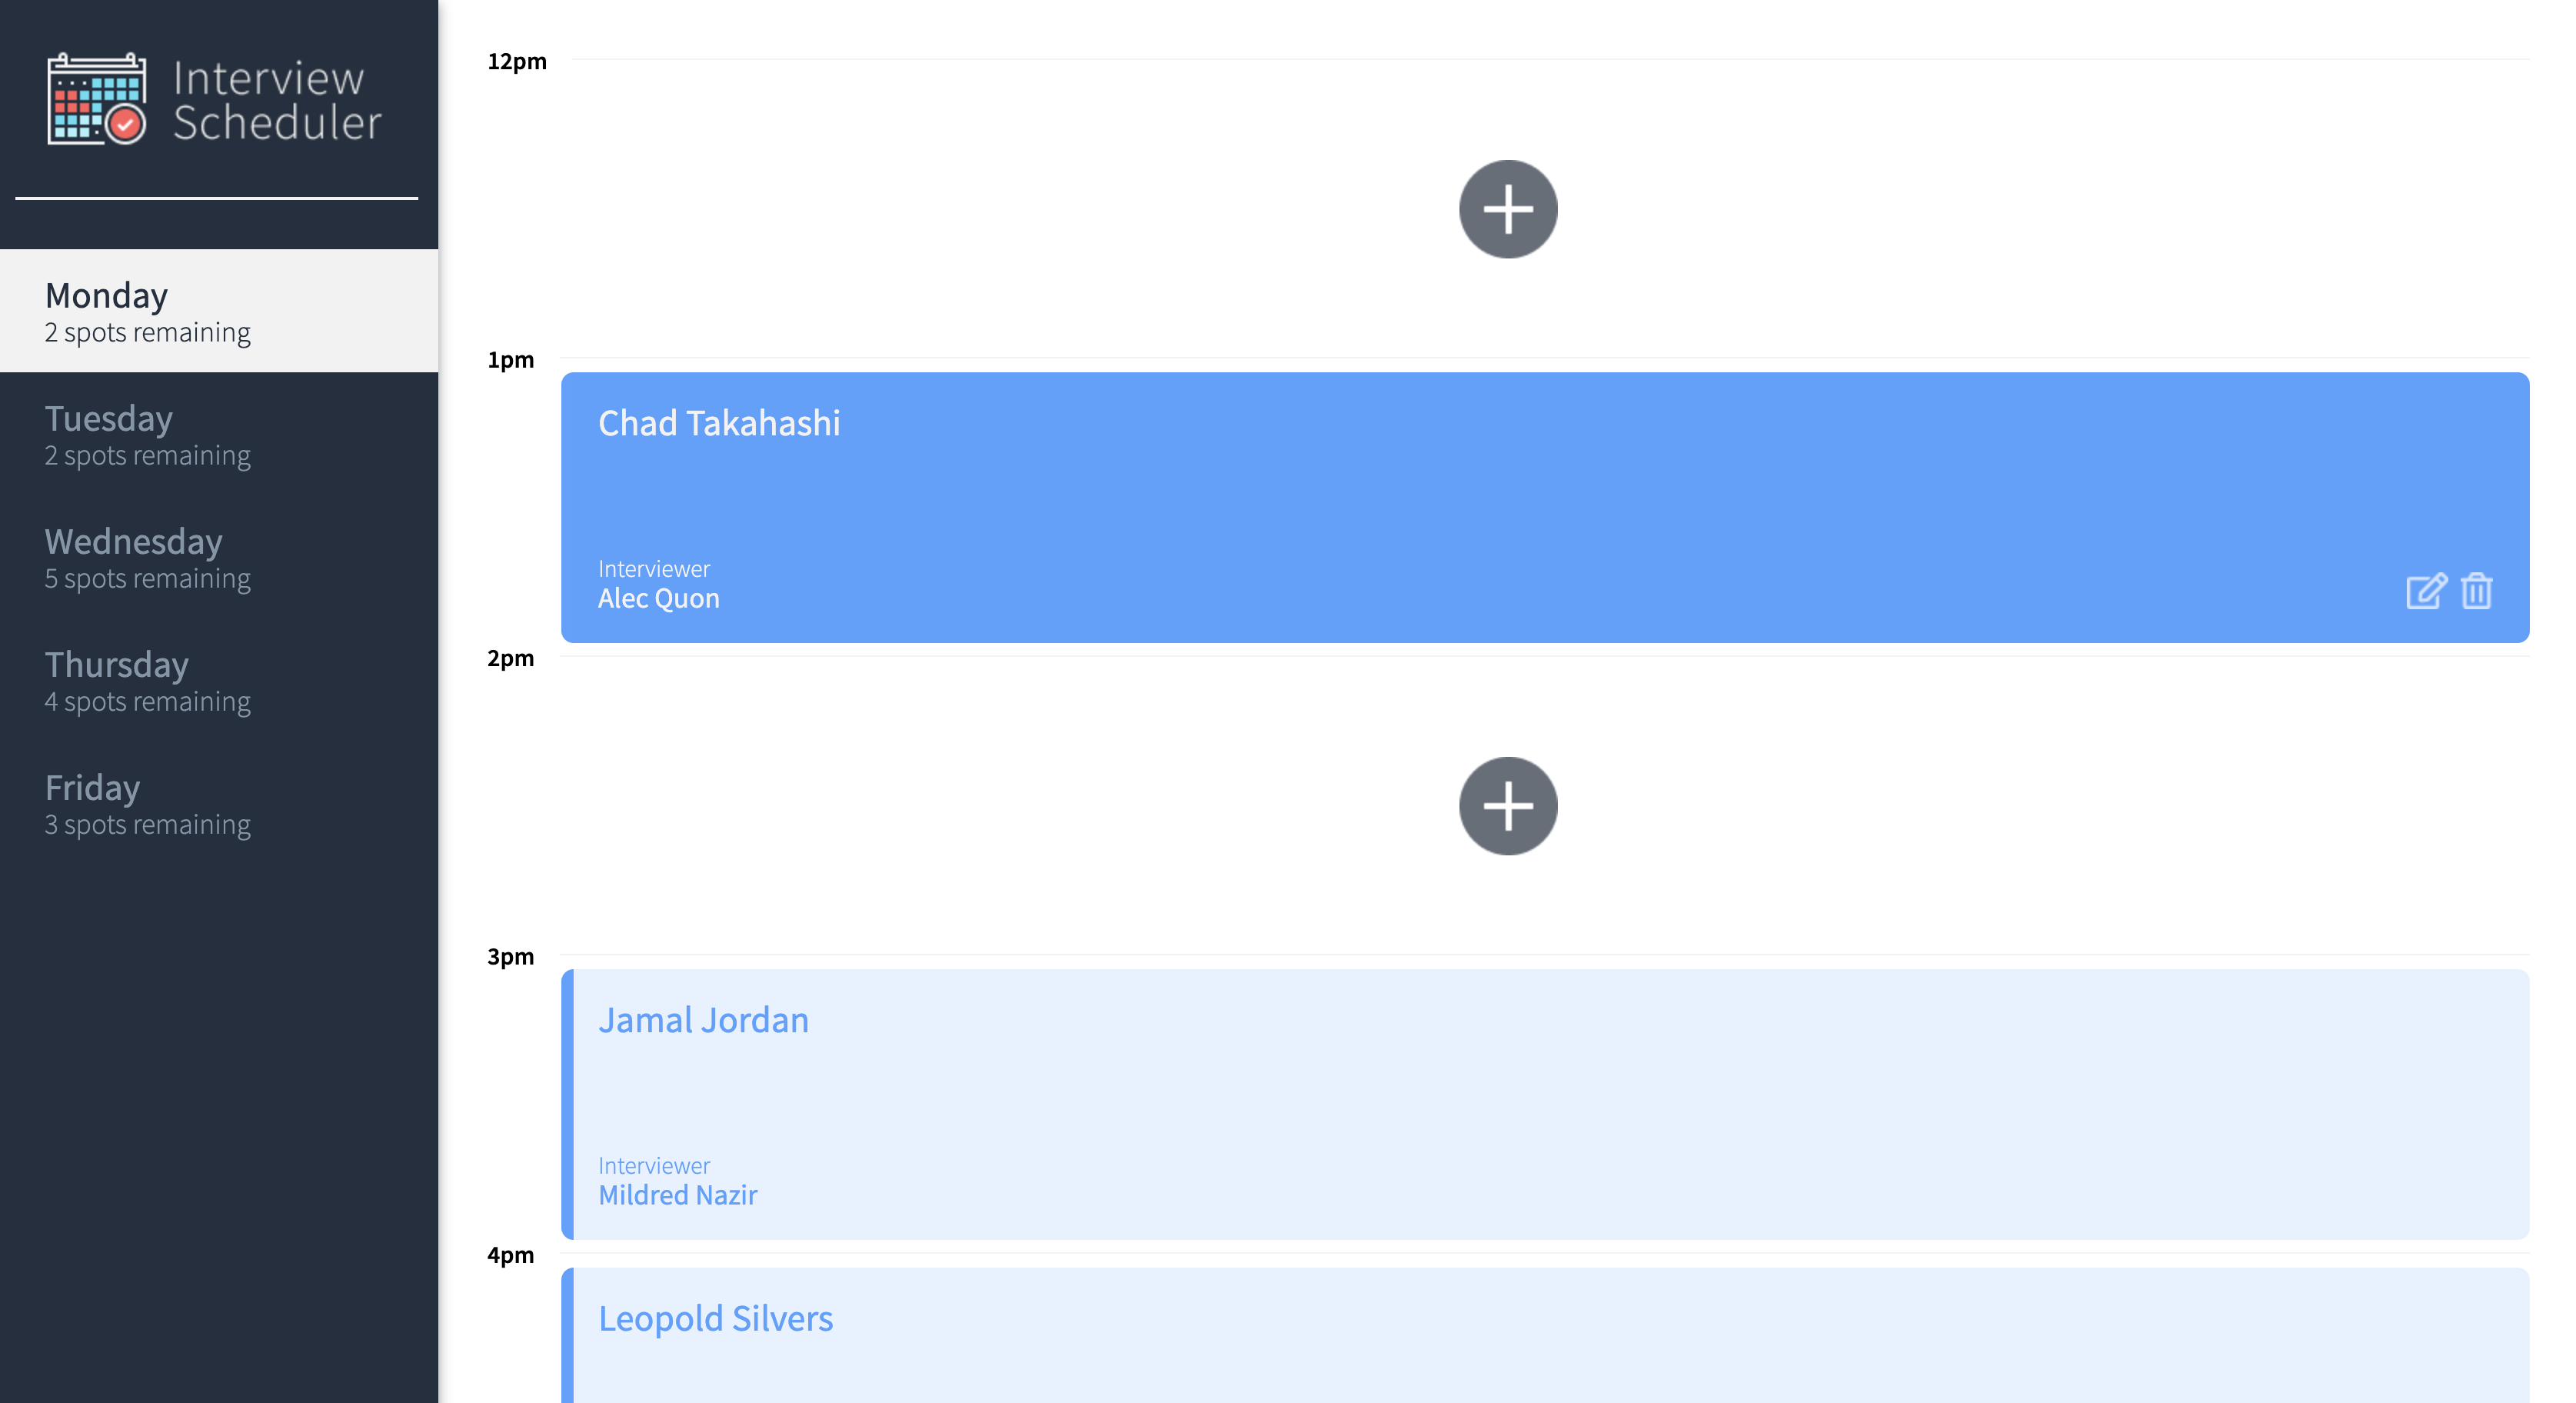 Interview
Scheduler
Monday
2 spots remaining
Tuesday
2 spots remaining
Wednesday
5 spots remaining
Thursday
4 spots remaining
Friday
3 spots remaining
12pm
1pm
Chad Takahashi
Interviewer
Alec Quon
2pm
3pm
Jamal Jordan
Interviewer
Mildred Nazir
4pm
Leopold Silvers